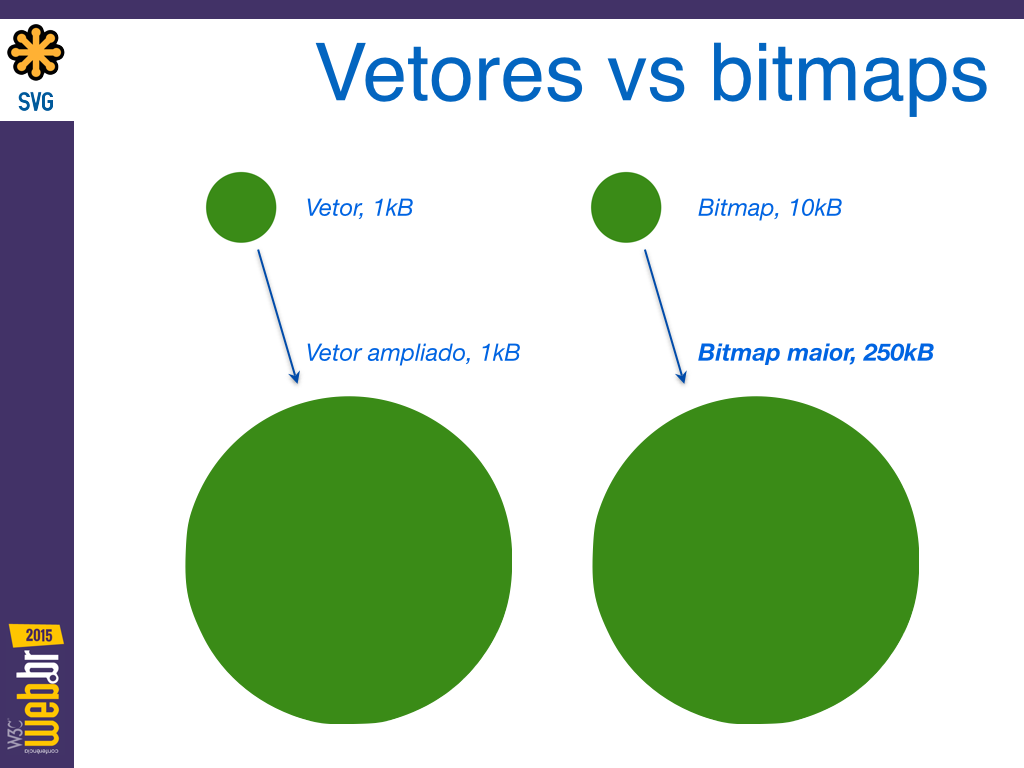 Vetores vs bitmaps
SVG
Vetor, 1kB
Bitmap, 10kB
Vetor ampliado, 1kB
Bitmap maior, 250kB
2015
W3C
conferência
web.br